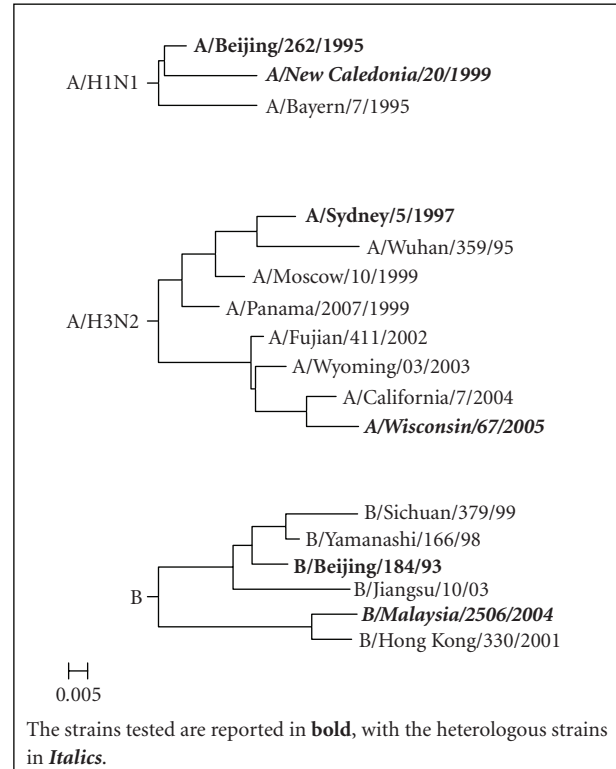 A/Beijing/262/1995
A/New Caledonia/20/1999
A/H1N1
A/Bayern/7/1995
A/Sydney/5/1997
A/Wuhan/359/95
A/Moscow/10/1999
A/Panama/2007/1999
A/H3N2
A/Fujian/411/2002
A/Wyoming/03/2003
A/California/7/2004
A/Wisconsin/67/2005
B/Sichuan/379/99
B/Yamanashi/166/98
B/Beijing/184/93
B/Jiangsu/10/03
B
B/Malaysia/2506/2004
B/Hong Kong/330/2001
0.005
The strains tested are reported in bold, with the heterologous strains
in Italics.